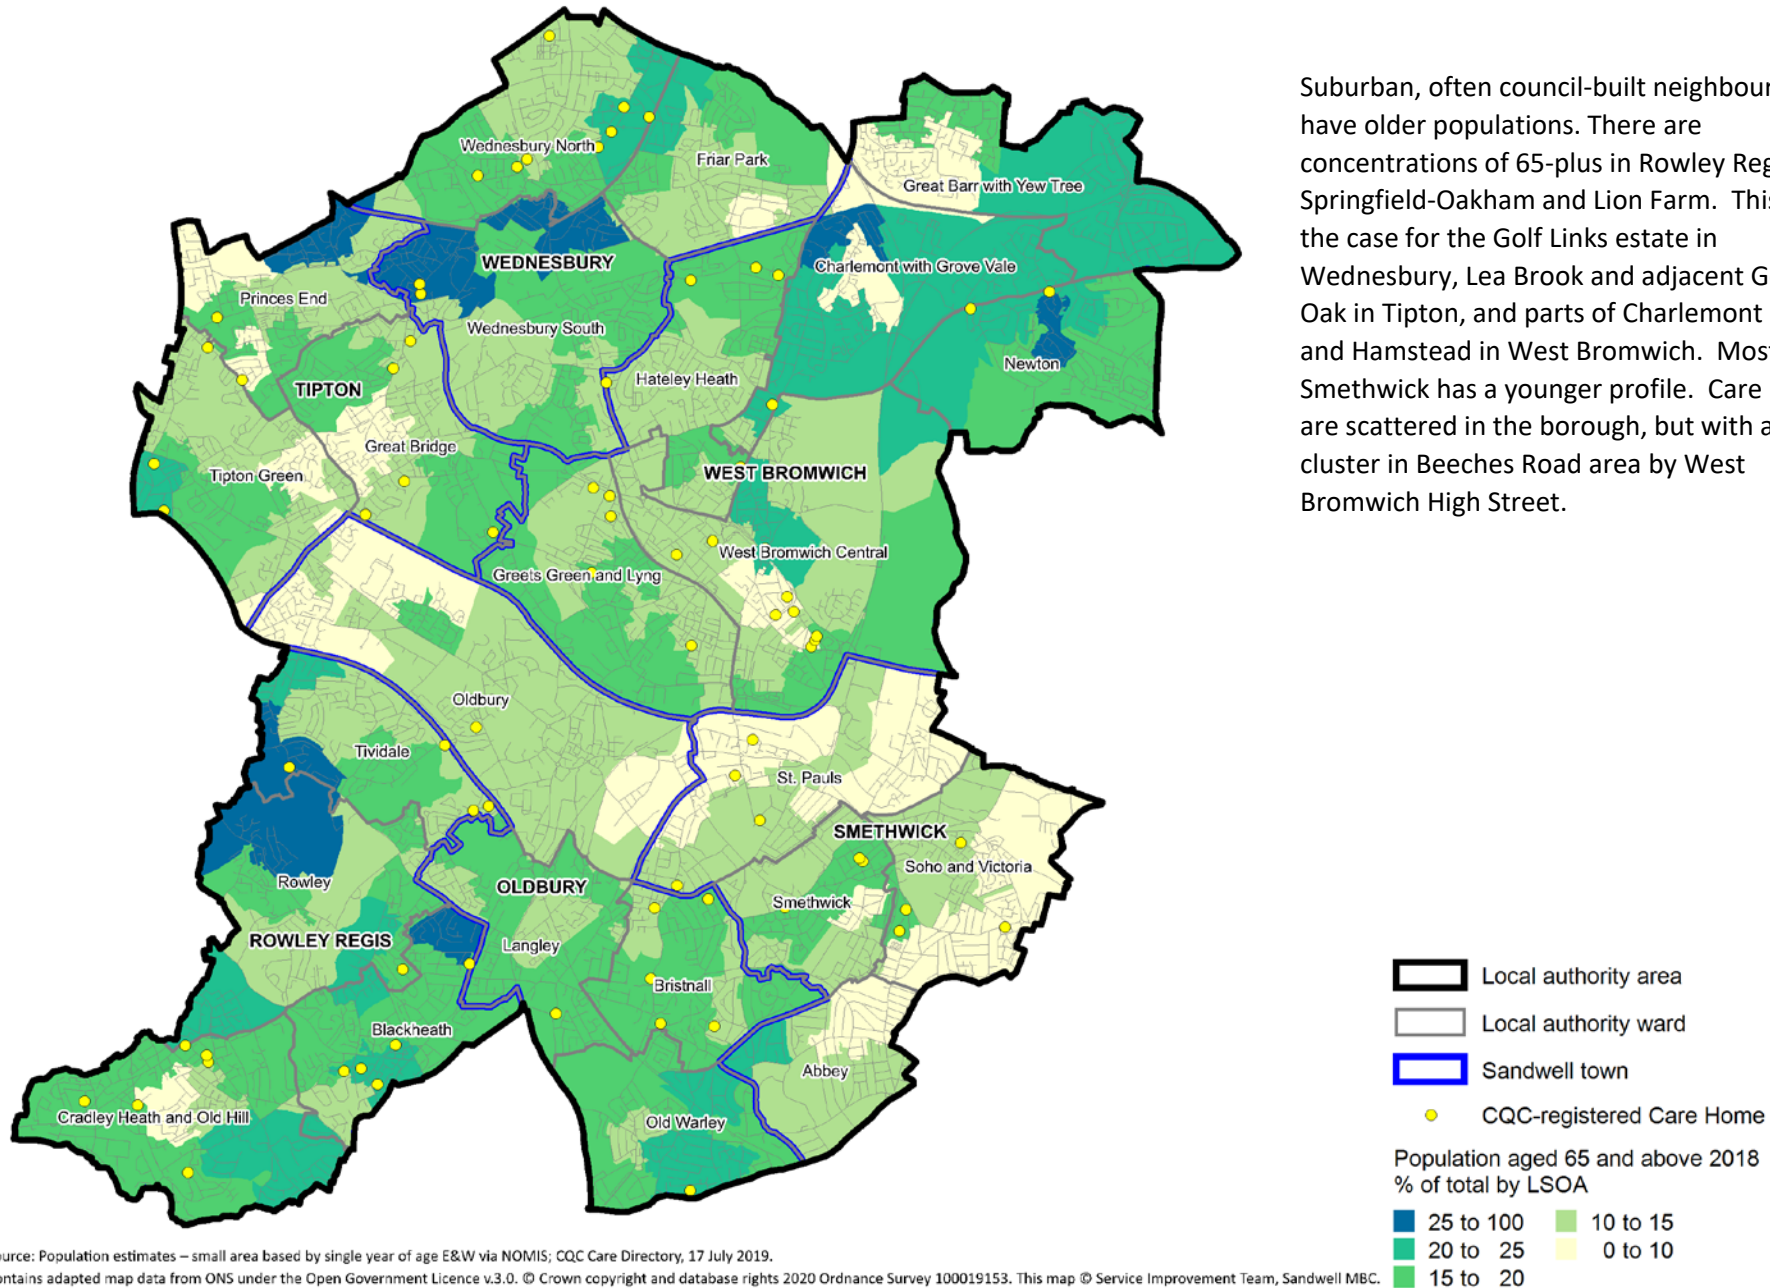 Suburban, often council-built neighbour
have older populations. There are
concentrations of 65-plus in Rowley Reg
Springfield-Oakham and Lion Farm. This
the case for the Golf Links estate in
Wednesbury, Lea Brook and adjacent G
Oak in Tipton, and parts of Charlemont
and Hamstead in West Bromwich. Most
Smethwick has a younger profile. Care
are scattered in the borough, but with a
cluster in Beeches Road area by West
Bromwich High Street.
Wednesbury North
Friar Park
Great Barr with Yew Tree
WEDNESBURY
Charlemont with Grove Vale
Princes End
Wednesbury South
Newton
Hateley Heath
TIPTON
Great Bridge
Tipton Green
WEST BROMWICH
West Bromwich Central
Greets Green and Lyng
Oldbury
Tividale
St. Pauls
SMETHWICK
Soho and Victoria
Rowley
OLDBURY
Smethwick
ROWLEY REGIS
Langley
Bristnall
Blackheath
Abbey
Cradley Heath and Old Hill
Old Warley
Local authority area
Local authority ward
Sandwell town
CQC-registered Care Home
Population aged 65 and above 2018
% of total by LSOA
25 to 100
10 to 15
20 to 25
0 to 10
15 to 20
ource: Population estimates – small area based by single year of age E&W via NOMIS; CQC Care Directory, 17 July 2019.
ontains adapted map data from ONS under the Open Government Licence v.3.0. © Crown copyright and database rights 2020 Ordnance Survey 100019153. This map © Service Improvement Team, Sandwell MBC.